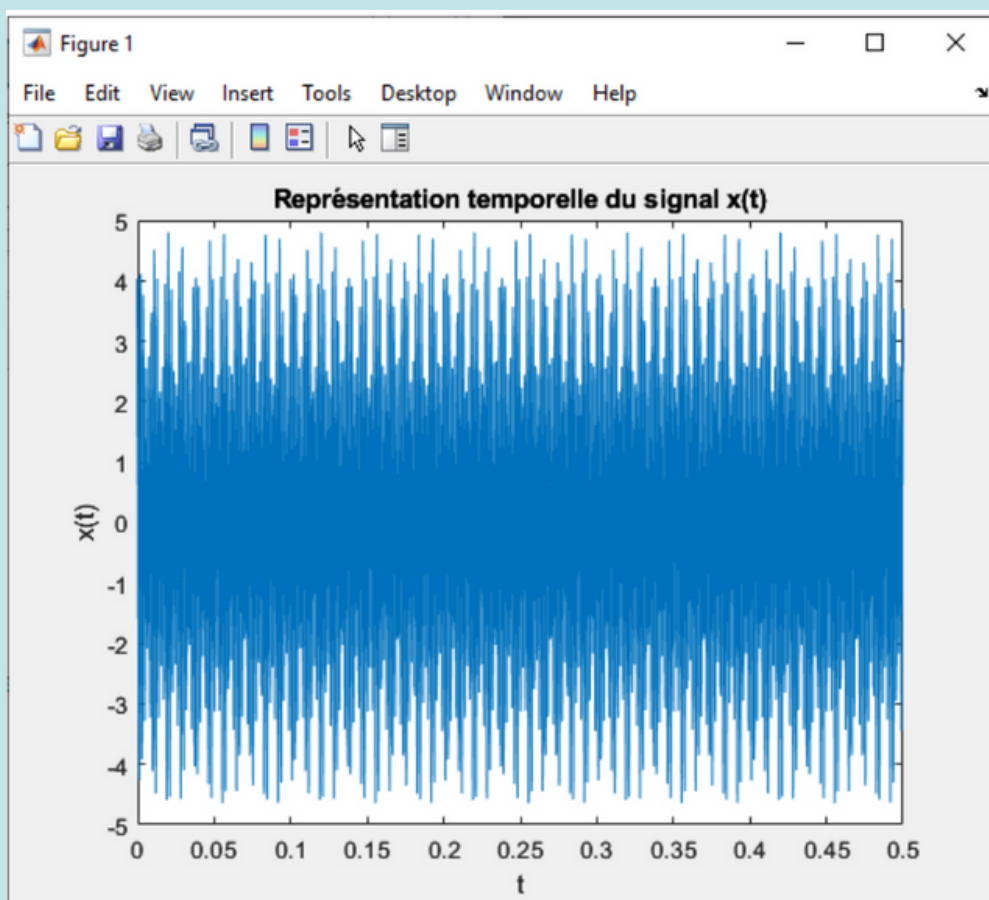 Figure 1
File Edit View Insert Tools Desktop Window Help
Représentation temporelle du signal x(t)
5
4
3
2
1
0
-1
-2
-3
-4
-5
x(t)
0 0.05 0.1 0.15 0.2 0.25 0.3 0.35 0.4 0.45 0.5
t